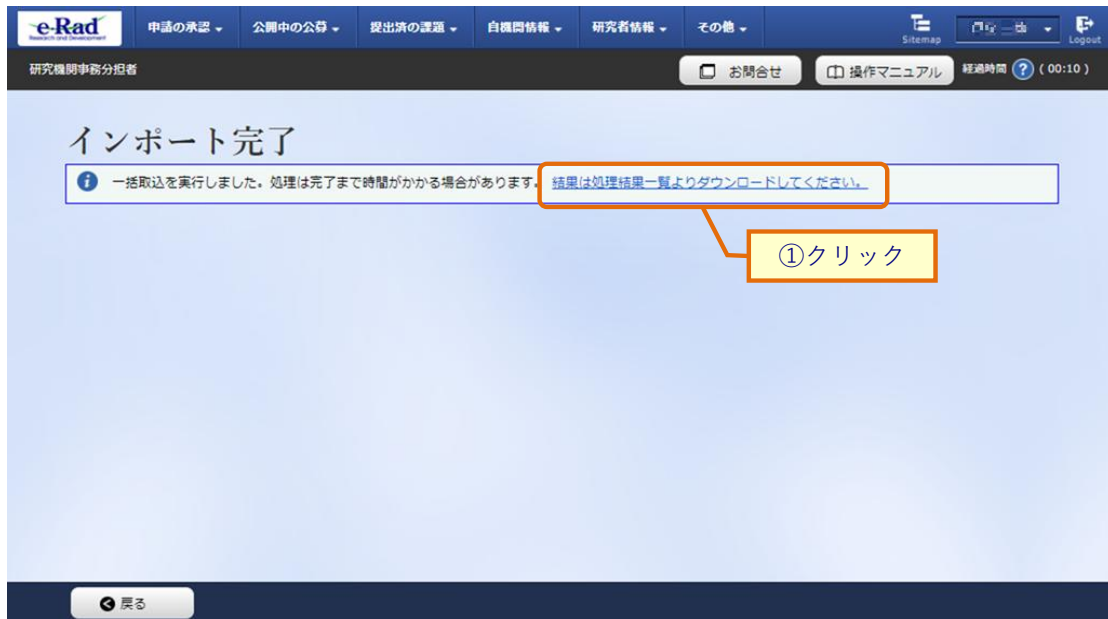 e-Rad
Research and Development
申請の承認
公開中の公募
提出済の課題
自機関情報
研究者情報
その他
Sitemap
Logout
研究機関事務分担者
お問合せ
操作マニュアル
経過時間 ? ( 00:10 )
インポート完了
一括取込を実行しました。処理は完了まで時間がかかる場合があります。 結果は処理結果一覧よりダウンロードしてください。
①クリック
戻る